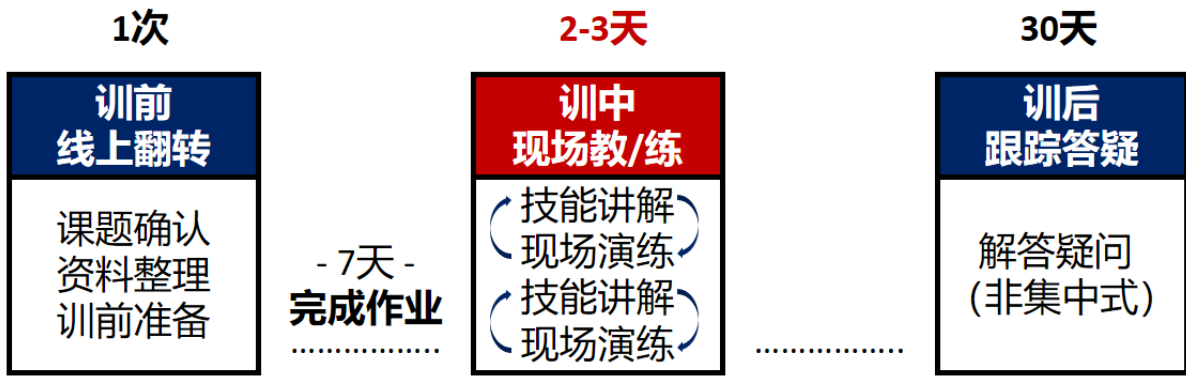 1次
训前
线上翻转
课题确认
资料整理
训前准备
- 7天 -
完成作业
……………..
2-3天
训中
现场教/练
技能讲解
现场演练
技能讲解
现场演练
……………..
30天
训后
跟踪答疑
解答疑问
（非集中式）